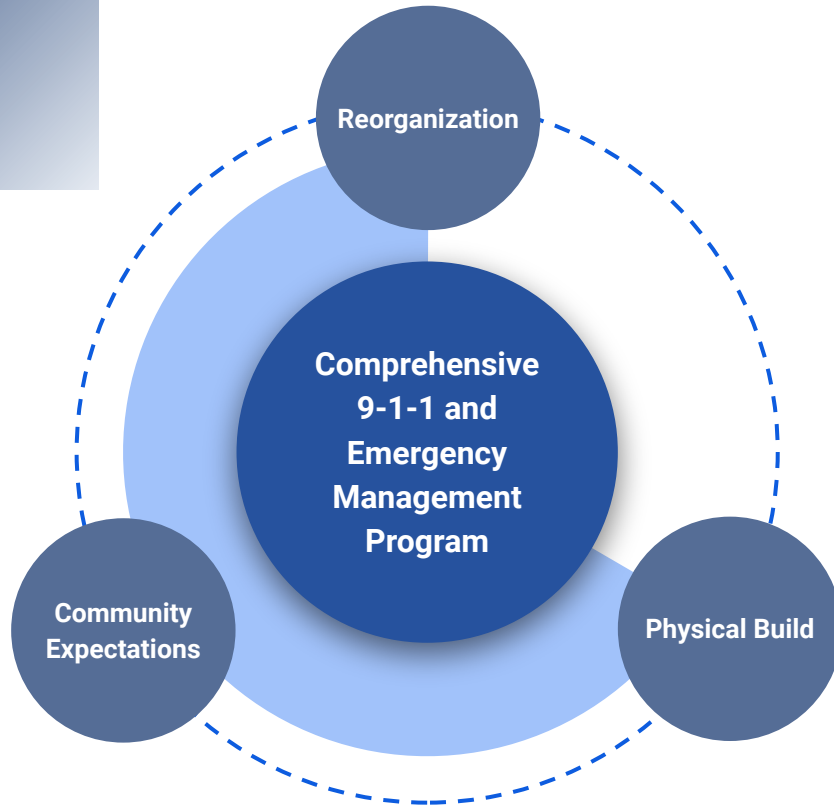 Reorganization
Comprehensive
9-1-1 and
Emergency
Management
Program
Community
Expectations
Physical Build